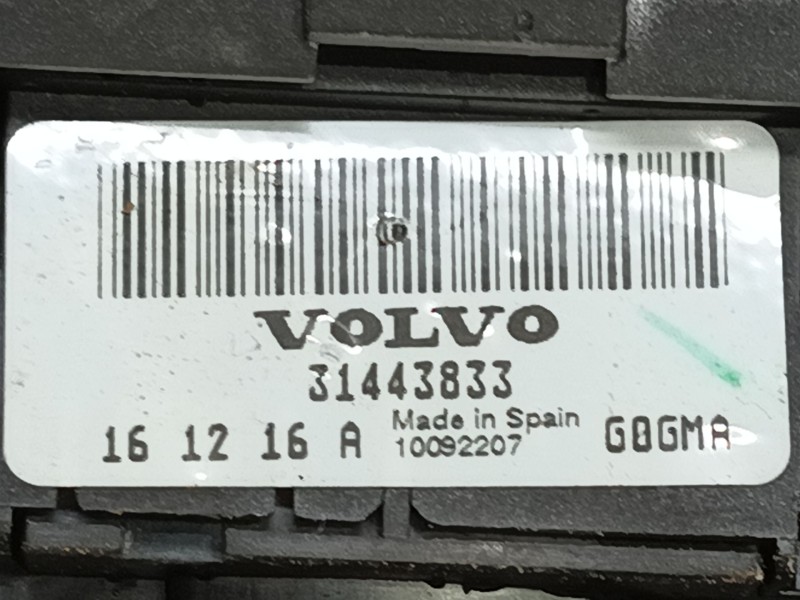 VOLVO
31443833
16 12 16 A Made in Spain G0GMA
10092207